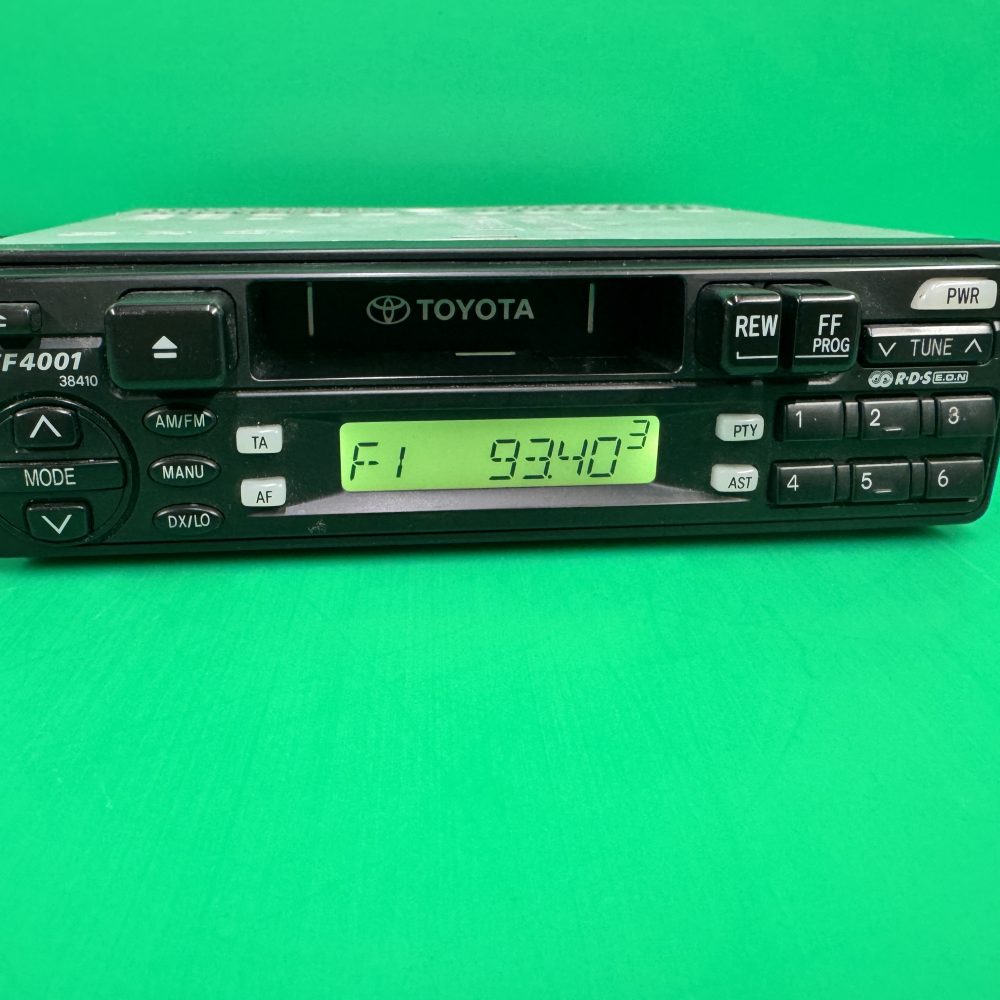 TOYOTA
PWR
REW
FF
PROG
TUNE
F4001
38410
R·D·S E.O.N
AM/FM
TA
F1 93.40 3
PTY
1
2
3
MODE
MANU
AF
AST
4
5
6
DX/LO